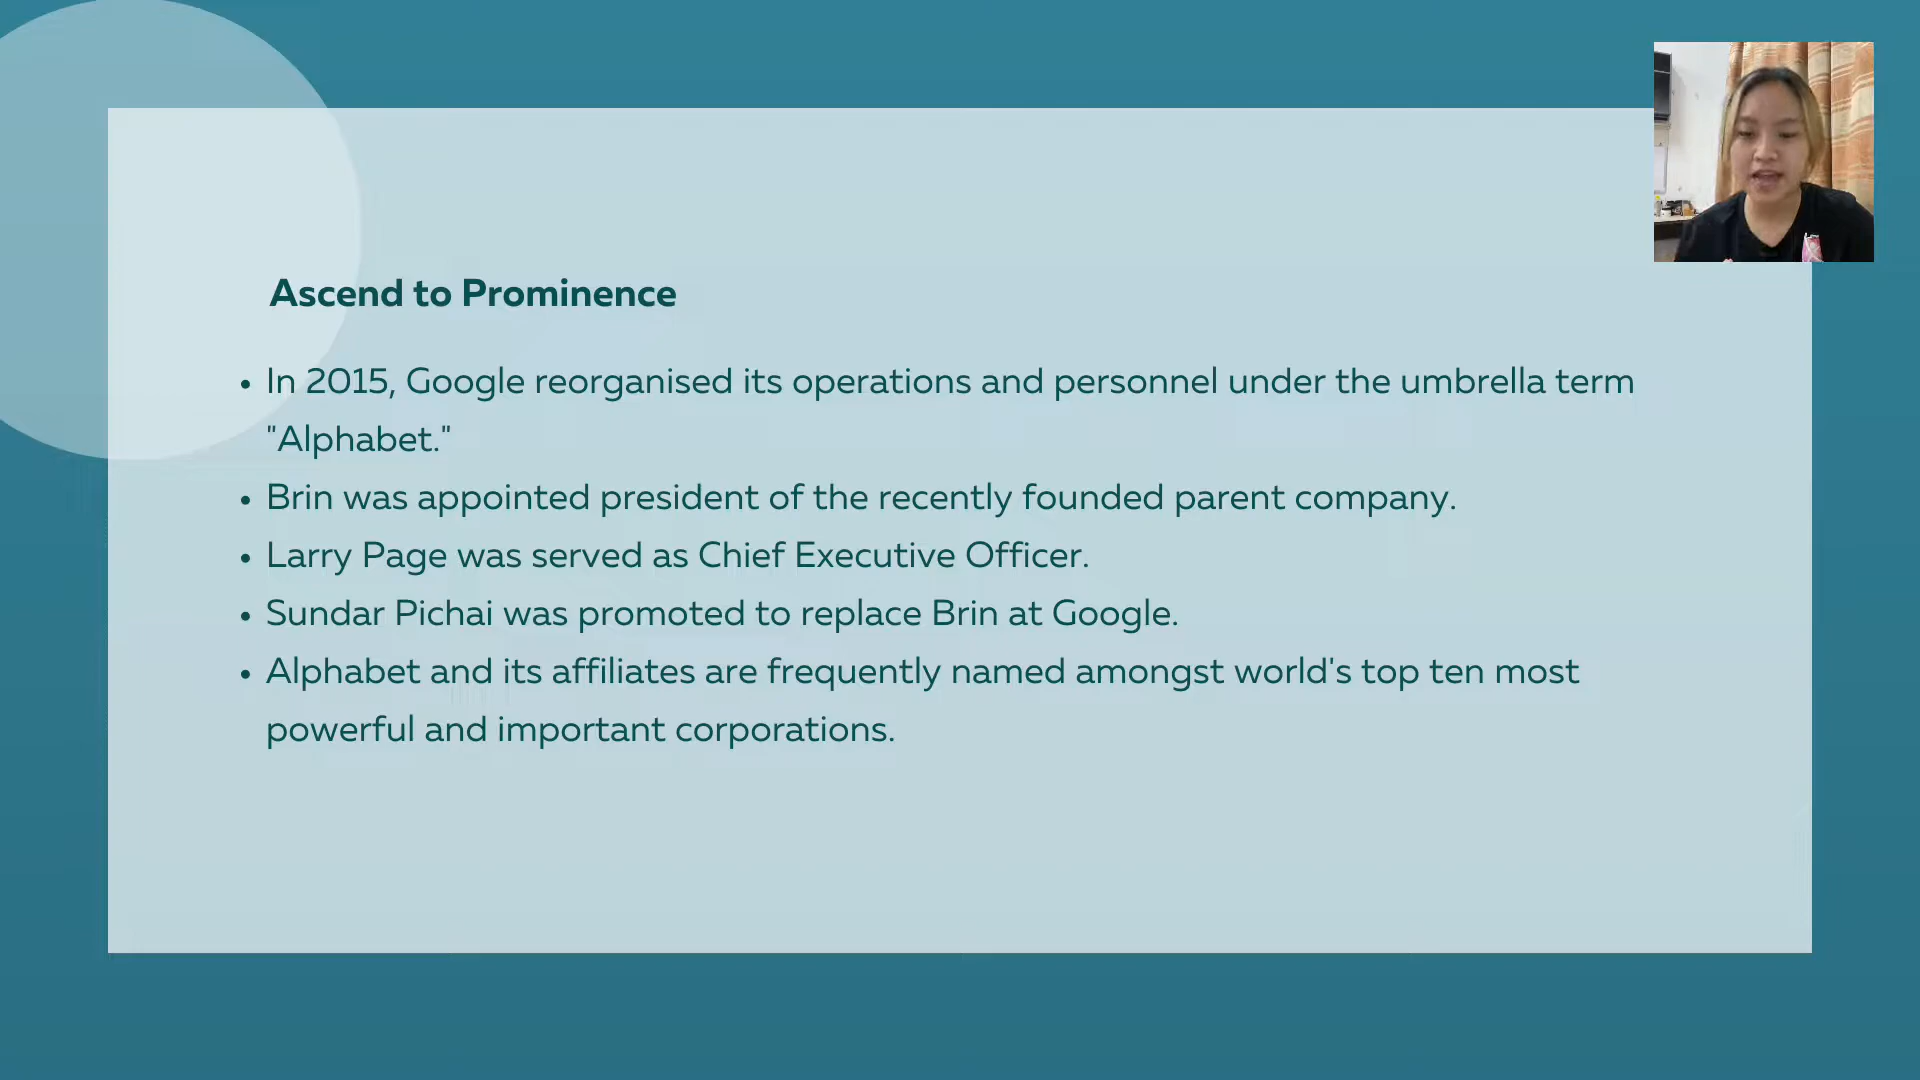 Ascend to Prominence
• In 2015, Google reorganised its operations and personnel under the umbrella term
"Alphabet."
• Brin was appointed president of the recently founded parent company.
• Larry Page was served as Chief Executive Officer.
• Sundar Pichai was promoted to replace Brin at Google.
• Alphabet and its affiliates are frequently named amongst world's top ten most
powerful and important corporations.